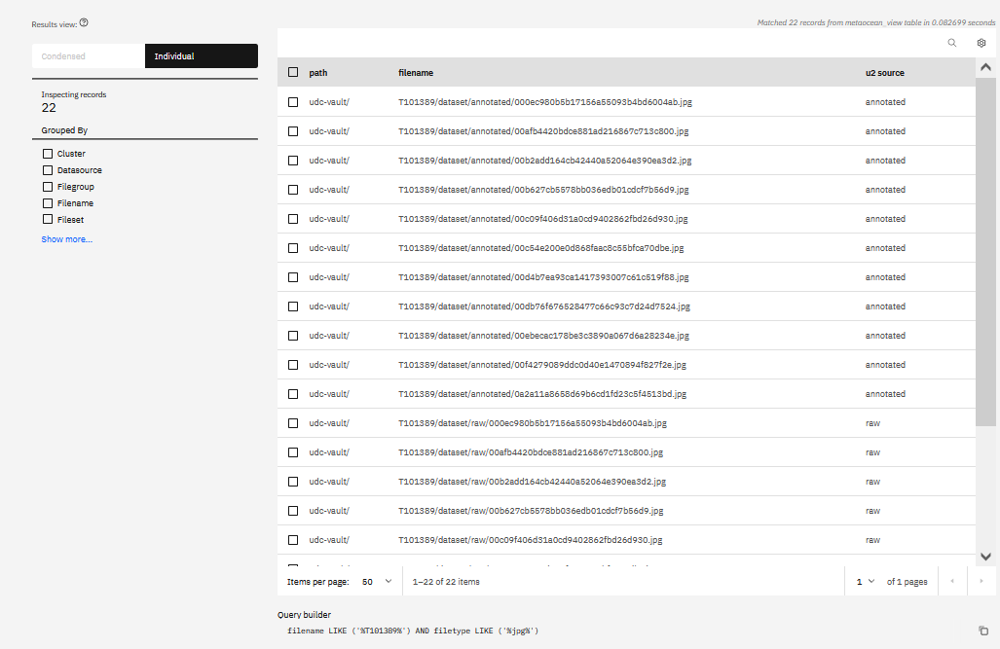 Results view:
Matched 22 records from metaocean_view table in 0.082699 seconds
Condensed Individual
Inspecting records
22
Grouped By
Cluster
Datasource
Filegroup
Filename
Fileset
Show more...
path filename u2 source
udc-vault/ T101389/dataset/annotated/000ec980b5b17156a55093b4bd6004ab.jpg annotated
udc-vault/ T101389/dataset/annotated/00afb4420bdce881ad216867c713c800.jpg annotated
udc-vault/ T101389/dataset/annotated/00b2add164cb42440a52064e390ea3d2.jpg annotated
udc-vault/ T101389/dataset/annotated/00b627cb5578bb036edb01cdcf7b56d9.jpg annotated
udc-vault/ T101389/dataset/annotated/00c09f406d31a0cd9402862fbd26d930.jpg annotated
udc-vault/ T101389/dataset/annotated/00c54e200e0d868faac8c55bfca70dbe.jpg annotated
udc-vault/ T101389/dataset/annotated/00d4b7ea93ca1417393007c61c519f88.jpg annotated
udc-vault/ T101389/dataset/annotated/00db76f676528477c66c93c7d24d7524.jpg annotated
udc-vault/ T101389/dataset/annotated/00ebecac178be3c3890a067d6a28234e.jpg annotated
udc-vault/ T101389/dataset/annotated/00f4279089ddc0d40e1470894f827f2e.jpg annotated
udc-vault/ T101389/dataset/annotated/0a2a11a8658d69b6cd1fd23c5f4513bd.jpg annotated
udc-vault/ T101389/dataset/raw/000ec980b5b17156a55093b4bd6004ab.jpg raw
udc-vault/ T101389/dataset/raw/00afb4420bdce881ad216867c713c800.jpg raw
udc-vault/ T101389/dataset/raw/00b2add164cb42440a52064e390ea3d2.jpg raw
udc-vault/ T101389/dataset/raw/00b627cb5578bb036edb01cdcf7b56d9.jpg raw
udc-vault/ T101389/dataset/raw/00c09f406d31a0cd9402862fbd26d930.jpg raw
Items per page: 50 1–22 of 22 items 1 of 1 pages
Query builder
filename LIKE ('%T101389%') AND filetype LIKE ('%jpg%')